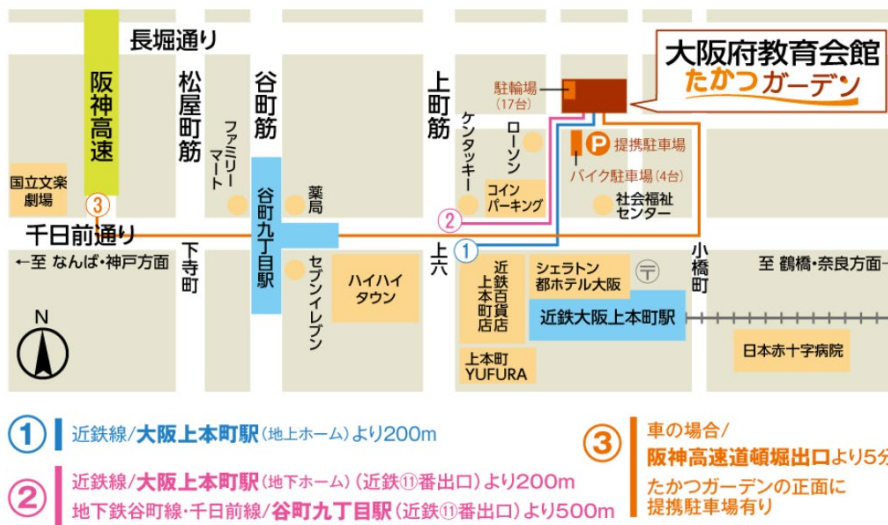 長堀通り
阪神高速
松屋町筋
谷町筋
上町筋
大阪府教育会館
たかつガーデン
駐輪場
(17台)
ファミリーマート
ケンタッキー
ローソン
P 提携駐車場
バイク駐車場(4台)
国立文楽
劇場
薬局
コイン
パーキング
社会福祉
センター
③
谷町九丁目駅
②
千日前通り
①
←至 なんば・神戸方面
下寺町
セブンイレブン
ハイハイ
タウン
上六
近鉄百貨店
上本町店
シェラトン
都ホテル大阪
〒
小橋町
至 鶴橋・奈良方面→
N
近鉄大阪上本町駅
上本町
YUFURA
日本赤十字病院
① 近鉄線/大阪上本町駅(地上ホーム)より200m
② 近鉄線/大阪上本町駅(地下ホーム)(近鉄⑪番出口)より200m
地下鉄谷町線・千日前線/谷町九丁目駅(近鉄⑪番出口)より500m
③ 車の場合/
阪神高速道頓堀出口より5分
たかつガーデンの正面に
提携駐車場有り